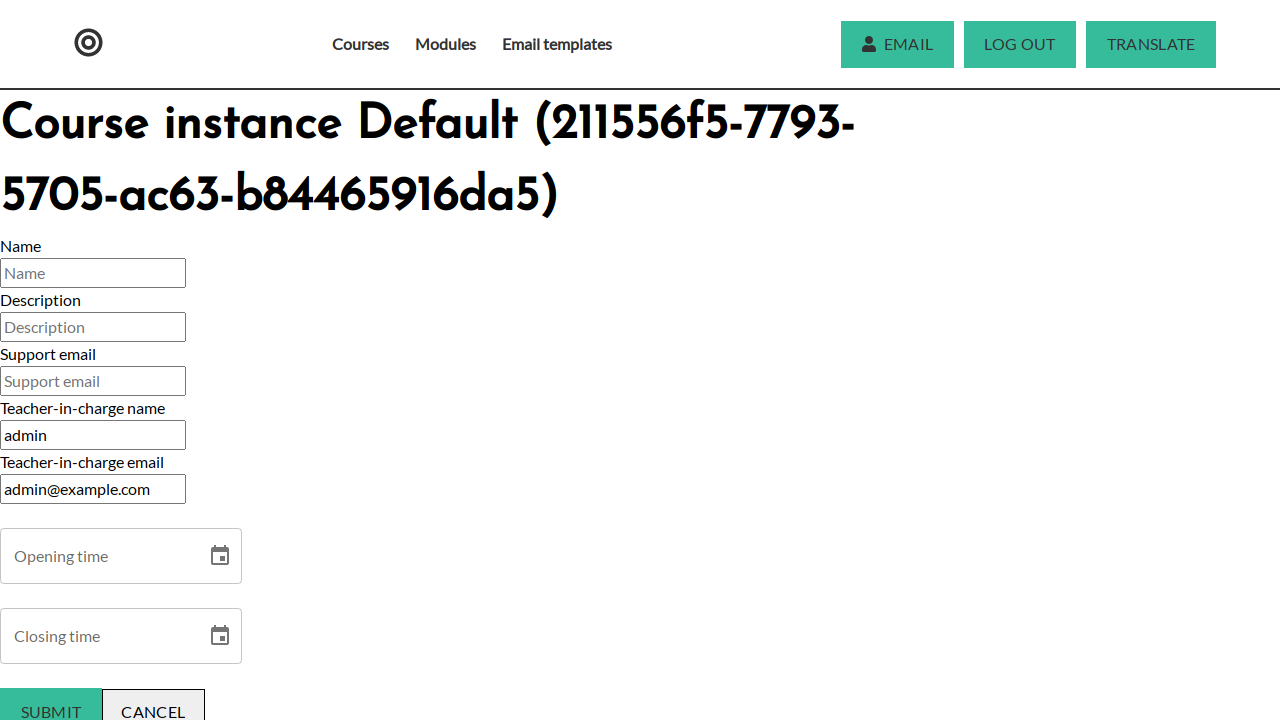 Courses
Modules
Email templates
EMAIL
LOG OUT
TRANSLATE
Course instance Default (211556f5-7793-
5705-ac63-b84465916da5)
Name
Name
Description
Description
Support email
Support email
Teacher-in-charge name
admin
Teacher-in-charge email
admin@example.com
Opening time
Closing time
SUBMIT
CANCEL